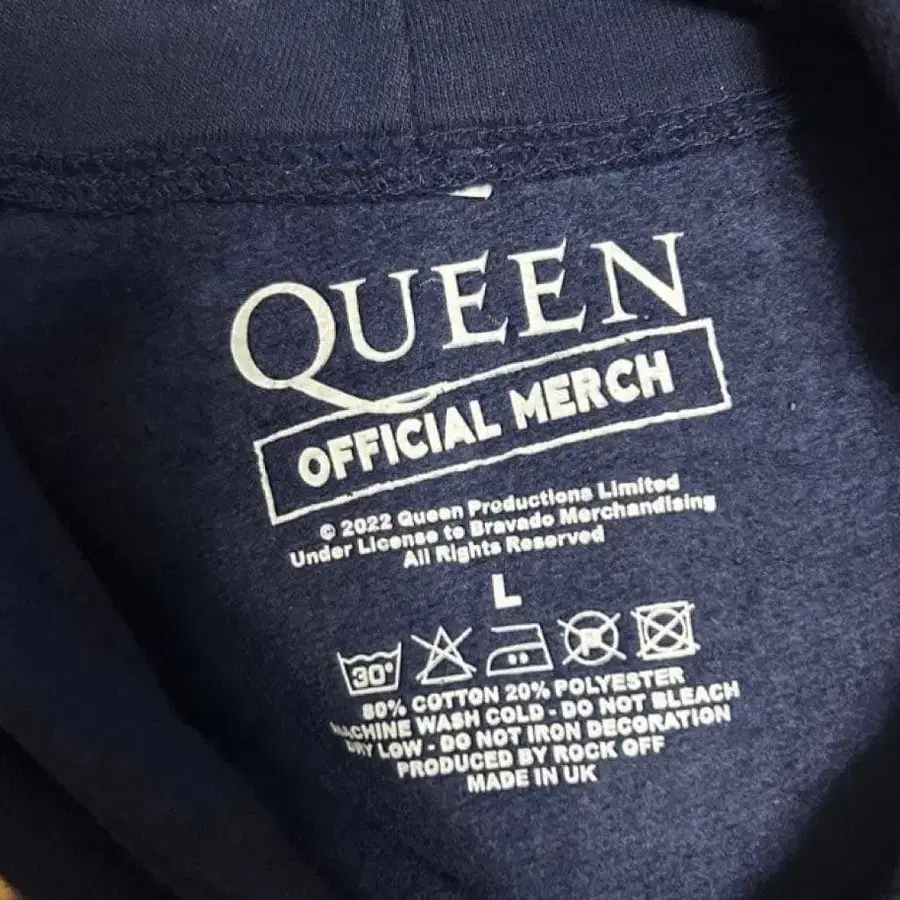 QUEEN
OFFICIAL MERCH
© 2022 Queen Productions Limited
Under License to Bravado Merchandising
All Rights Reserved
L
30°
80% COTTON 20% POLYESTER
MACHINE WASH COLD - DO NOT BLEACH
DRY LOW - DO NOT IRON DECORATION
PRODUCED BY ROCK OFF
MADE IN UK